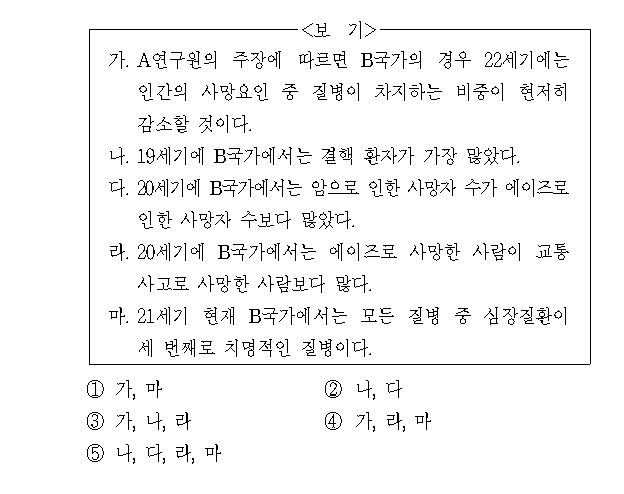 <보 기>
가. A연구원의 주장에 따르면 B국가의 경우 22세기에는
인간의 사망요인 중 질병이 차지하는 비중이 현저히
감소할 것이다.
나. 19세기에 B국가에서는 결핵 환자가 가장 많았다.
다. 20세기에 B국가에서는 암으로 인한 사망자 수가 에이즈로
인한 사망자 수보다 많았다.
라. 20세기에 B국가에서는 에이즈로 사망한 사람이 교통
사고로 사망한 사람보다 많다.
마. 21세기 현재 B국가에서는 모든 질병 중 심장질환이
세 번째로 치명적인 질병이다.
① 가, 마 ② 나, 다
③ 가, 나, 라 ④ 가, 라, 마
⑤ 나, 다, 라, 마